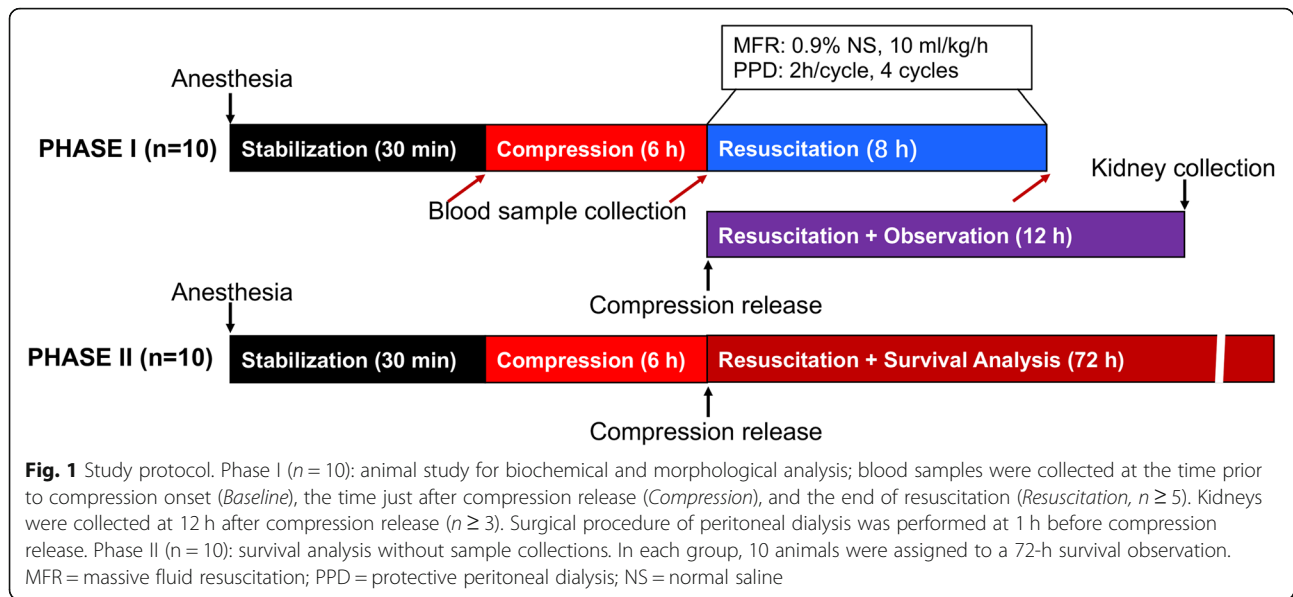 MFR: 0.9% NS, 10 ml/kg/h
PPD: 2h/cycle, 4 cycles
Anesthesia
PHASE I (n=10)
Stabilization (30 min)
Compression (6 h)
Resuscitation (8 h)
Kidney collection
Blood sample collection
Resuscitation + Observation (12 h)
Compression release
Anesthesia
PHASE II (n=10)
Stabilization (30 min)
Compression (6 h)
Resuscitation + Survival Analysis (72 h)
Compression release
Fig. 1 Study protocol. Phase I (n = 10): animal study for biochemical and morphological analysis; blood samples were collected at the time prior
to compression onset (Baseline), the time just after compression release (Compression), and the end of resuscitation (Resuscitation, n ≥ 5). Kidneys
were collected at 12 h after compression release (n ≥ 3). Surgical procedure of peritoneal dialysis was performed at 1 h before compression
release. Phase II (n = 10): survival analysis without sample collections. In each group, 10 animals were assigned to a 72-h survival observation.
MFR = massive fluid resuscitation; PPD = protective peritoneal dialysis; NS = normal saline